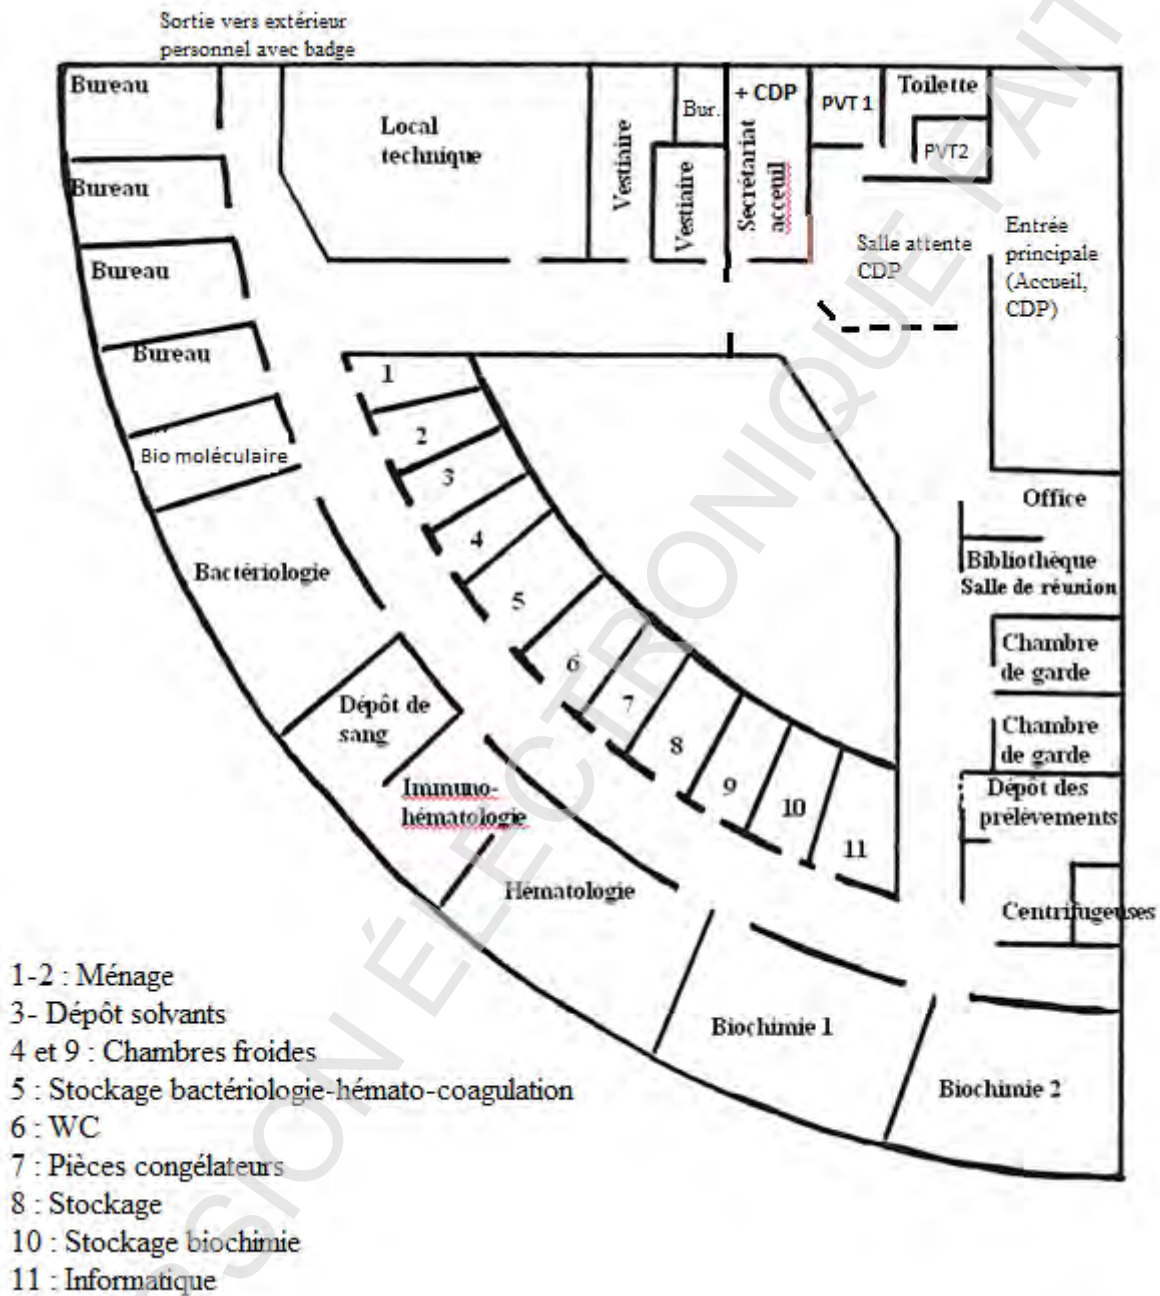 Sortie vers extérieur
personnel avec badge
Bureau
Bureau
Bureau
Bureau
Bio moléculaire
Local
technique
Vestiaire
Bur.
Vestiaire
+ CDP
Secrétariat
acceuil
PVT 1
Toilette
PVT2
Salle attente
CDP
Entrée
principale
(Accueil,
CDP)
1
2
3
4
5
6
7
8
9
10
11
Office
Bibliothèque
Salle de réunion
Chambre
de garde
Chambre
de garde
Dépôt des
prélèvements
Centrifugeuses
Bactériologie
Dépôt de
sang
Immuno-
hématologie
Hématologie
Biochimie 1
Biochimie 2
1-2 : Ménage
3- Dépôt solvants
4 et 9 : Chambres froides
5 : Stockage bactériologie-hémato-coagulation
6 : WC
7 : Pièces congélateurs
8 : Stockage
10 : Stockage biochimie
11 : Informatique
SION ÉLECTRONIQUE FAIT